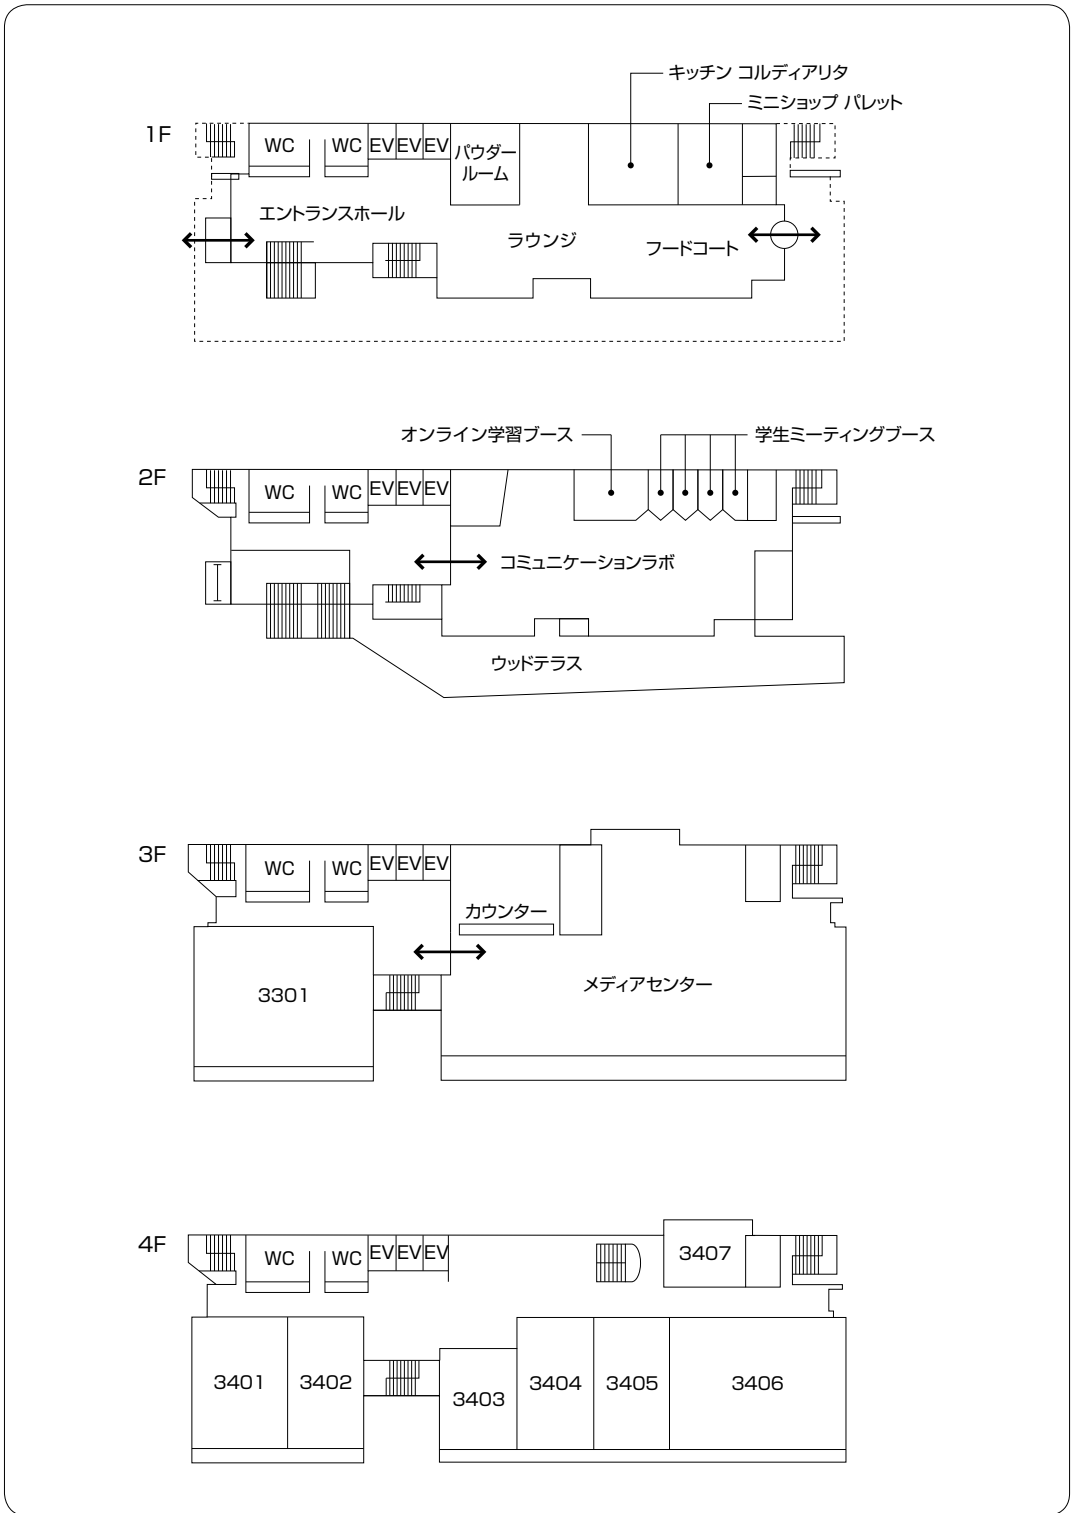 キッチン コルディアリタ
ミニショップ パレット
1F
WC
WC
EV
EV
EV
パウダー
ルーム
エントランスホール
ラウンジ
フードコート
オンライン学習ブース
学生ミーティングブース
2F
WC
WC
EV
EV
EV
コミュニケーションラボ
ウッドテラス
3F
WC
WC
EV
EV
EV
カウンター
3301
メディアセンター
4F
WC
WC
EV
EV
EV
3407
3401
3402
3403
3404
3405
3406